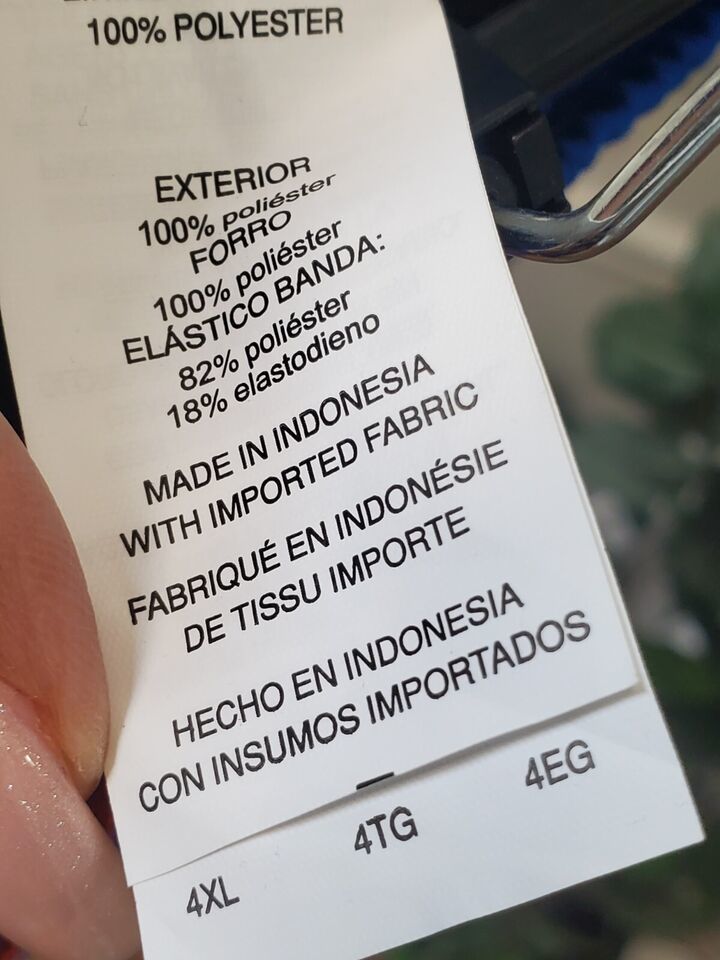 100% POLYESTER
EXTERIOR
100% poliéster
FORRO
100% poliéster
ELÁSTICO BANDA:
82% poliéster
18% elastodieno
MADE IN INDONESIA
WITH IMPORTED FABRIC
FABRIQUÉ EN INDONÉSIE
DE TISSU IMPORTE
HECHO EN INDONESIA
CON INSUMOS IMPORTADOS
4XL 4TG 4EG